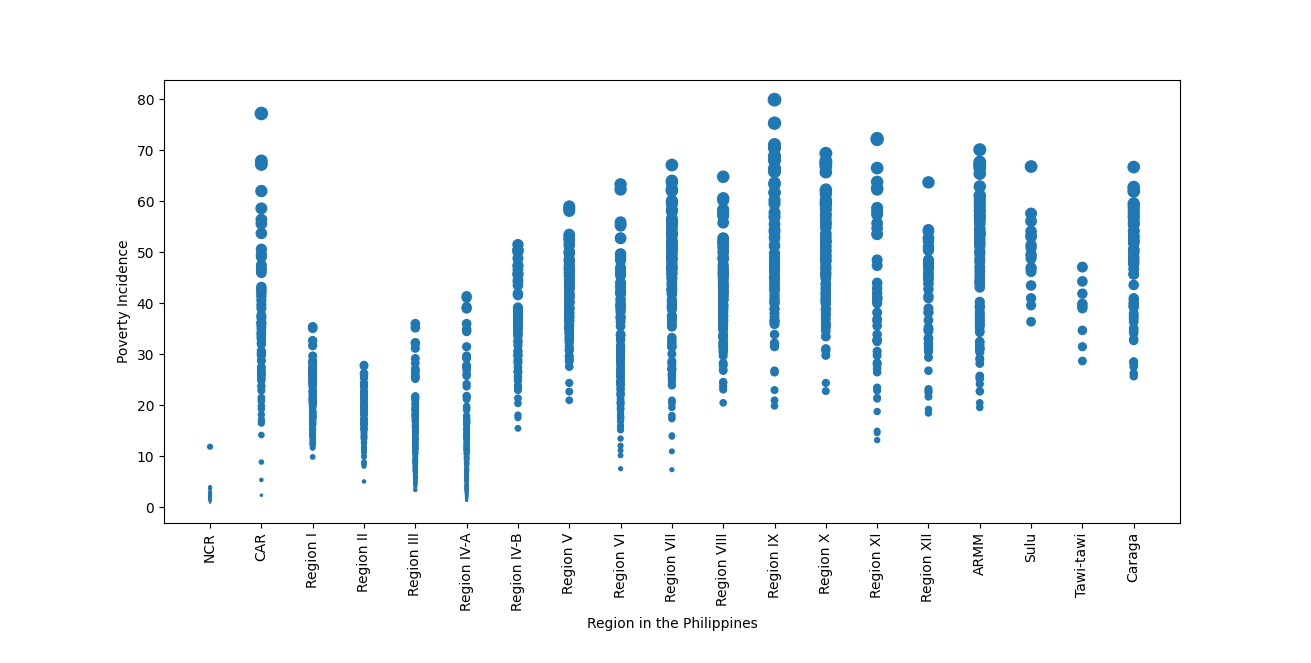 80
70
60
50
40
30
20
10
0
Poverty Incidence
NCR
CAR
Region I
Region II
Region III
Region IV-A
Region IV-B
Region V
Region VI
Region VII
Region VIII
Region IX
Region X
Region XI
Region XII
ARMM
Sulu
Tawi-tawi
Caraga
Region in the Philippines